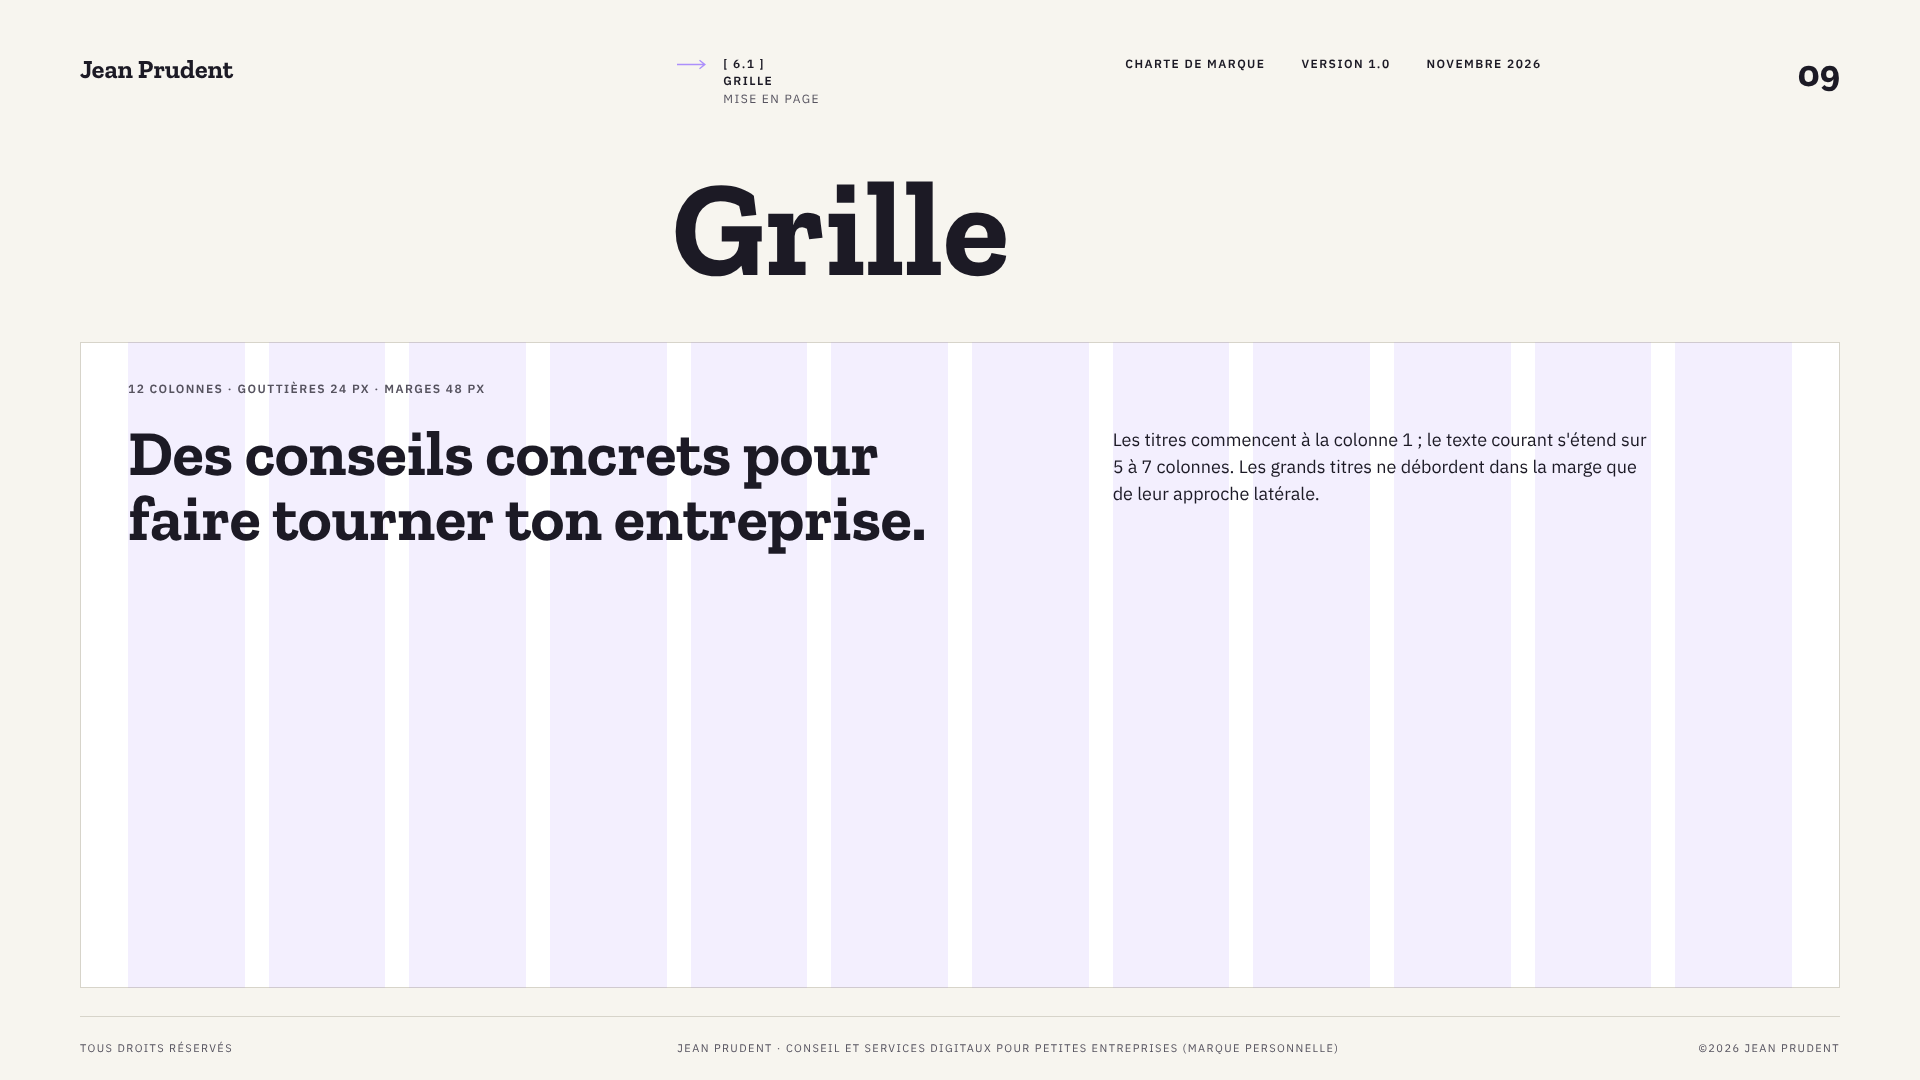 Jean Prudent
[ 6.1 ]
GRILLE
MISE EN PAGE
CHARTE DE MARQUE VERSION 1.0 NOVEMBRE 2026
09
Grille
12 COLONNES · GOUTTIÈRES 24 PX · MARGES 48 PX
Des conseils concrets pour
faire tourner ton entreprise.
Les titres commencent à la colonne 1 ; le texte courant s'étend sur
5 à 7 colonnes. Les grands titres ne débordent dans la marge que
de leur approche latérale.
TOUS DROITS RÉSERVÉS
JEAN PRUDENT · CONSEIL ET SERVICES DIGITAUX POUR PETITES ENTREPRISES (MARQUE PERSONNELLE)
©2026 JEAN PRUDENT